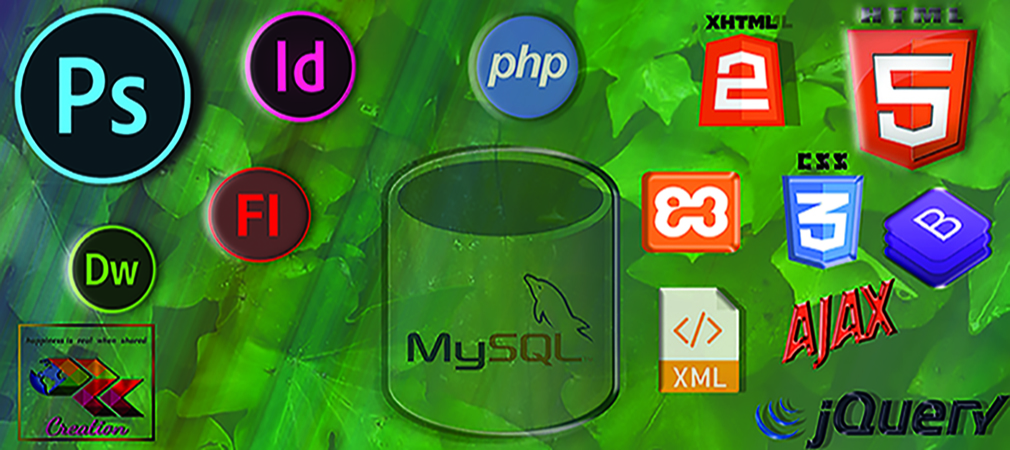 Ps
Id
php
XHTML
2
HTML
5
Fl
CSS
3
B
Dw
MySQL
</>
XML
AJAX
happiness is real when shared
Creation
jQuery